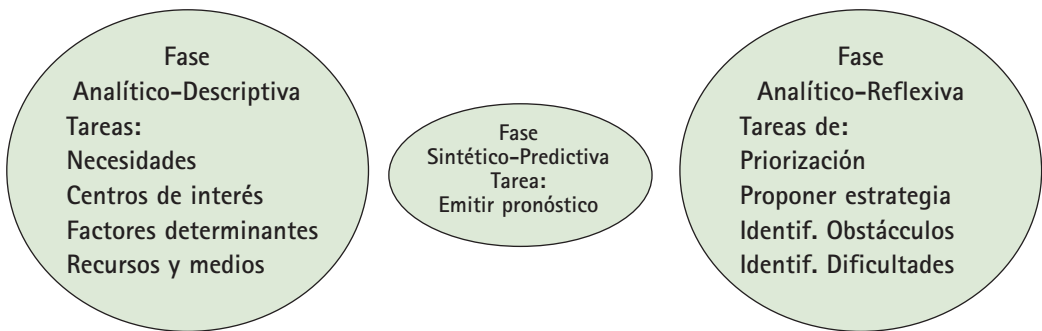 Fase
Analítico-Descriptiva
Tareas:
Necesidades
Centros de interés
Factores determinantes
Recursos y medios
Fase
Sintético-Predictiva
Tarea:
Emitir pronóstico
Fase
Analítico-Reflexiva
Tareas de:
Priorización
Proponer estrategia
Identif. Obstácculos
Identif. Dificultades